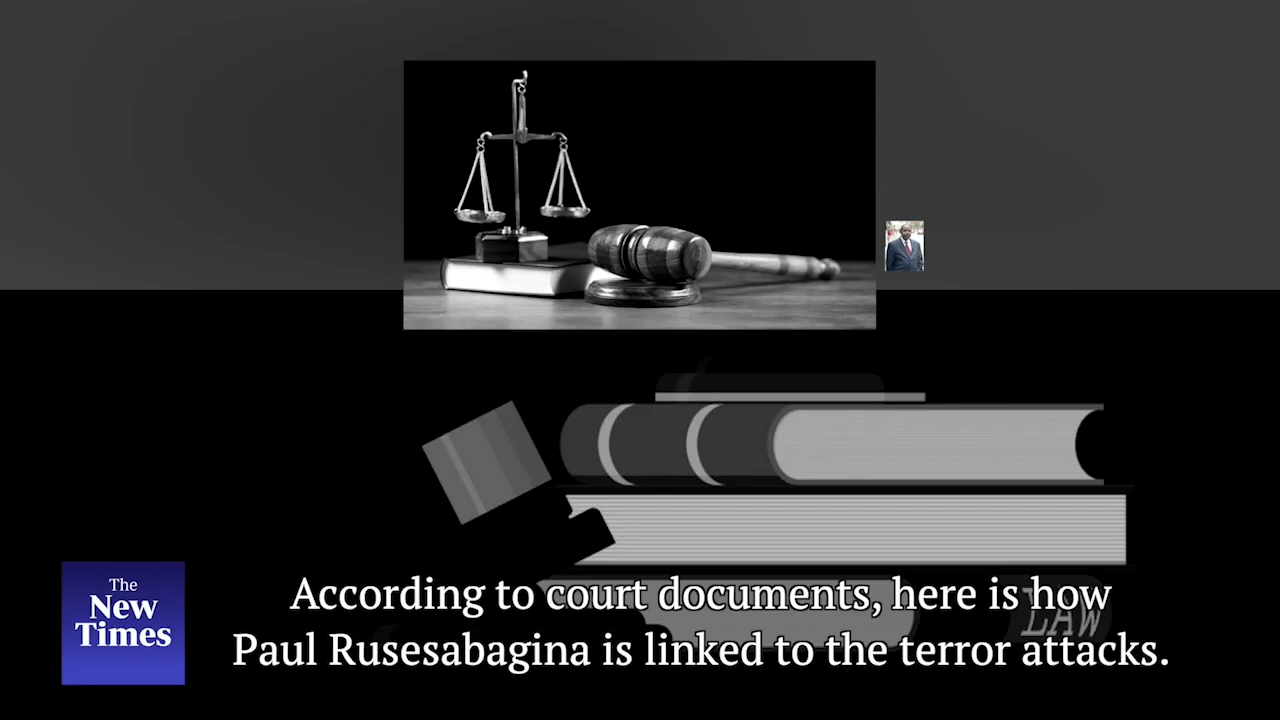 The
New
Times
According to court documents, here is how
Paul Rusesabagina is linked to the terror attacks.
LAW